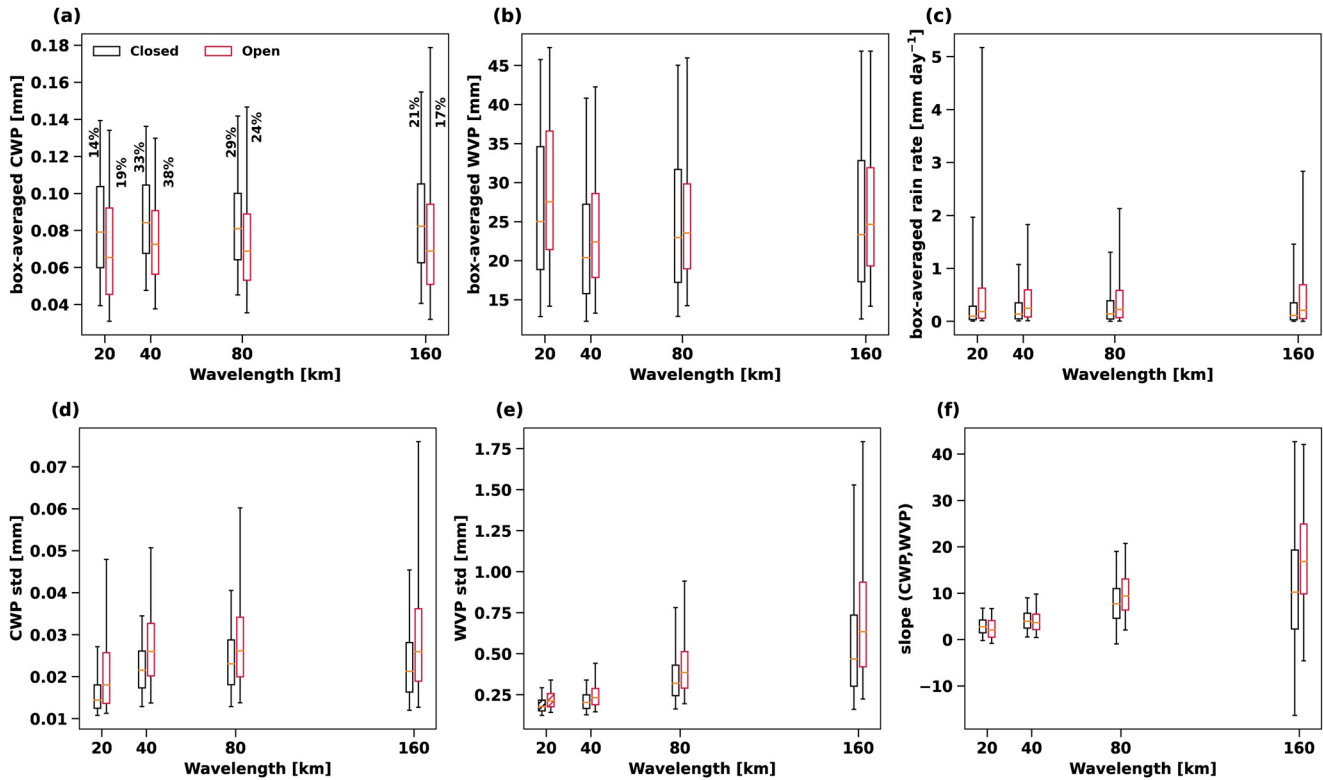 (a)
box-averaged CWP [mm]
0.18
0.16
0.14
0.12
0.10
0.08
0.06
0.04
Closed
Open
14%
19%
33%
38%
29%
24%
21%
17%
20 40 80 160
Wavelength [km]
(b)
box-averaged WVP [mm]
45
40
35
30
25
20
15
20 40 80 160
Wavelength [km]
(c)
box-averaged rain rate [mm day⁻¹]
5
4
3
2
1
0
20 40 80 160
Wavelength [km]
(d)
CWP std [mm]
0.07
0.06
0.05
0.04
0.03
0.02
0.01
20 40 80 160
Wavelength [km]
(e)
WVP std [mm]
1.75
1.50
1.25
1.00
0.75
0.50
0.25
20 40 80 160
Wavelength [km]
(f)
slope (CWP,WVP)
40
30
20
10
0
−10
20 40 80 160
Wavelength [km]